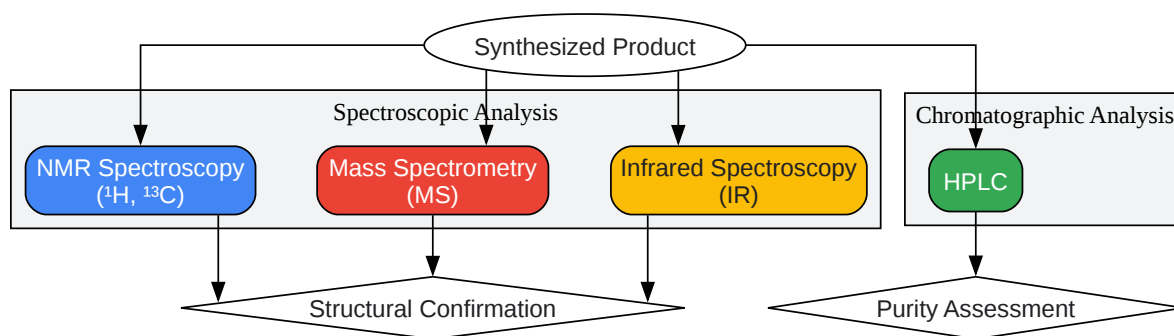 Synthesized Product
Spectroscopic Analysis
Chromatographic Analysis
NMR Spectroscopy
(¹H, ¹³C)
Mass Spectrometry
(MS)
Infrared Spectroscopy
(IR)
HPLC
Structural Confirmation
Purity Assessment